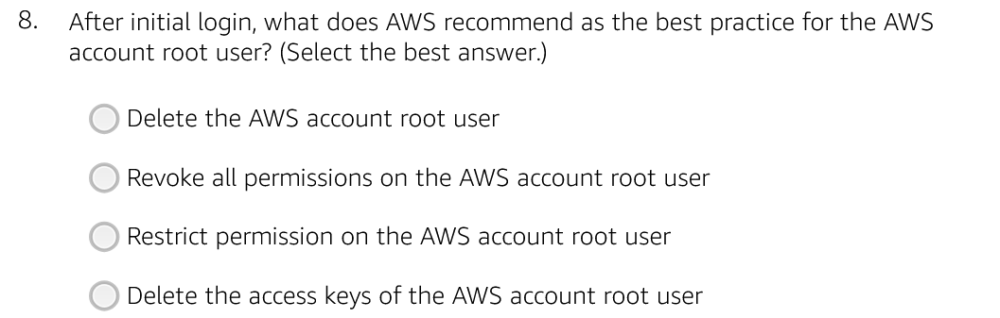 8. After initial login, what does AWS recommend as the best practice for the AWS
account root user? (Select the best answer.)
Delete the AWS account root user
Revoke all permissions on the AWS account root user
Restrict permission on the AWS account root user
Delete the access keys of the AWS account root user